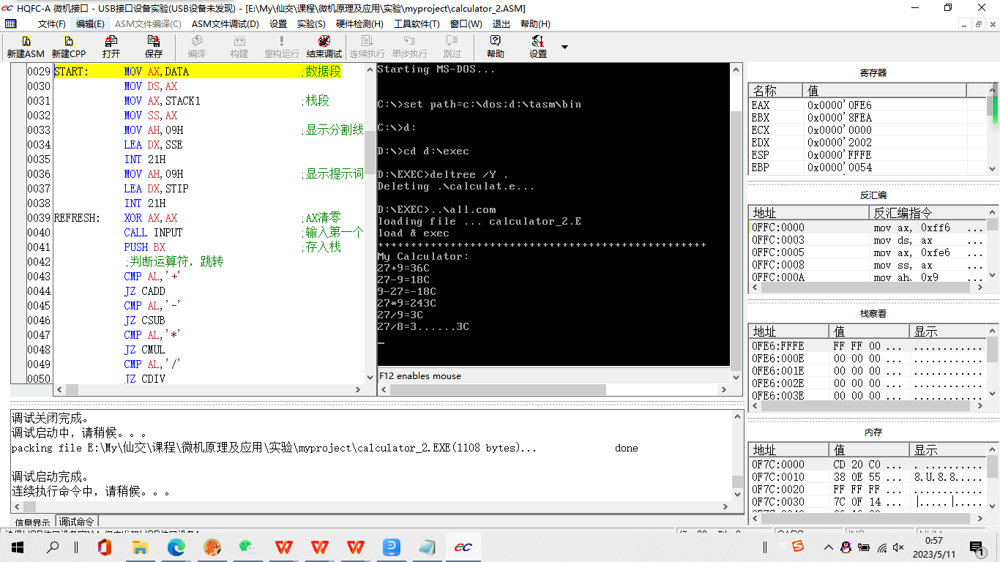 HQFC-A 微机接口 - USB接口设备实验(USB设备未发现) - [E:\My\仙交\课程\微机原理及应用\实验\myproject\calculator_2.ASM]
文件(F) 编辑(E) ASM文件编译(C) ASM文件调试(D) 设置 实验(S) 硬件检测(H) 工具软件(T) 窗口(W) 退出 帮助(H)
新建ASM 新建CPP 打开 保存 编译 构建 重构运行 结束调试 连续执行 单步执行 跳过 帮助 设置
0029 START: MOV AX,DATA ;数据段
0030 MOV DS,AX
0031 MOV AX,STACK1 ;栈段
0032 MOV SS,AX
0033 MOV AH,09H ;显示分割线
0034 LEA DX,SSE
0035 INT 21H
0036 MOV AH,09H ;显示提示词
0037 LEA DX,STIP
0038 INT 21H
0039 REFRESH: XOR AX,AX ;AX清零
0040 CALL INPUT ;输入第一个
0041 PUSH BX ;存入栈
0042 ;判断运算符，跳转
0043 CMP AL,'+'
0044 JZ CADD
0045 CMP AL,'-'
0046 JZ CSUB
0047 CMP AL,'*'
0048 JZ CMUL
0049 CMP AL,'/'
0050 JZ CDIV
Starting MS-DOS...
C:\>set path=c:\dos;d:\tasm\bin
C:\>d:
D:\>cd d:\exec
D:\EXEC>deltree /Y .
Deleting .\calculat.e...
D:\EXEC>..\all.com
loading file ... calculator_2.E
load & exec
++++++++++++++++++++++++++++++++++++++++++++++++++
My Calculator:
27+9=36C
27-9=18C
9-27=-18C
27*9=243C
27/9=3C
27/8=3......3C
_
F12 enables mouse
寄存器
名称 值
EAX 0x0000'0FE6
EBX 0x0000'8FEA
ECX 0x0000'0000
EDX 0x0000'2002
ESP 0x0000'FFFE
EBP 0x0000'0054
反汇编
地址 反汇编指令
0FFC:0000 mov ax, 0xff6 ...
0FFC:0003 mov ds, ax ...
0FFC:0005 mov ax, 0xfe6 ...
0FFC:0008 mov ss, ax ...
0FFC:000A mov ah, 0x9 ...
栈察看
地址 值 显示
0FE6:FFFE FF FF 00 ... ............
0FE6:000E 00 00 00 ... ............
0FE6:001E 00 00 00 ... ............
0FE6:002E 00 00 00 ... ............
0FE6:003E 00 00 00 ... ............
内存
地址 值 显示
0F7C:0000 CD 20 C0 ... . ..........
0F7C:0010 38 0E 55 ... 8.U.8.8.....
0F7C:0020 FF FF FF ... ............
0F7C:0030 7C 0F 14 ... |.....|.....
调试关闭完成。
调试启动中，请稍候。。。
packing file E:\My\仙交\课程\微机原理及应用\实验\myproject\calculator_2.EXE(1108 bytes)... done
调试启动完成。
连续执行命令中，请稍候。。。
信息显示 调试命令
0:57
2023/5/11
1